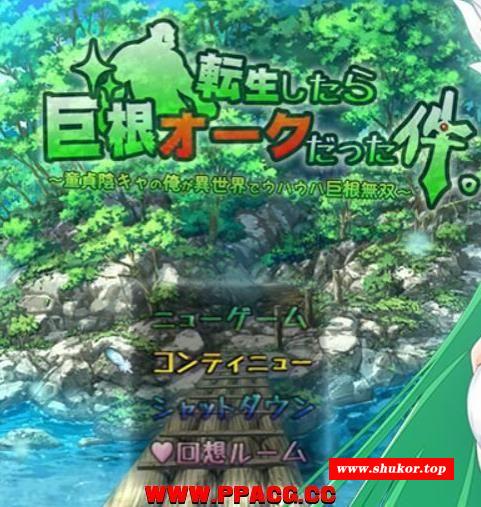 転生したら
巨根オークだった件。
～童貞陰キャの俺が異世界でウハウハ巨根無双～
ニューゲーム
コンティニュー
シャットダウン
♥回想ルーム
www.shukor.top
WWW.PPACG.CC